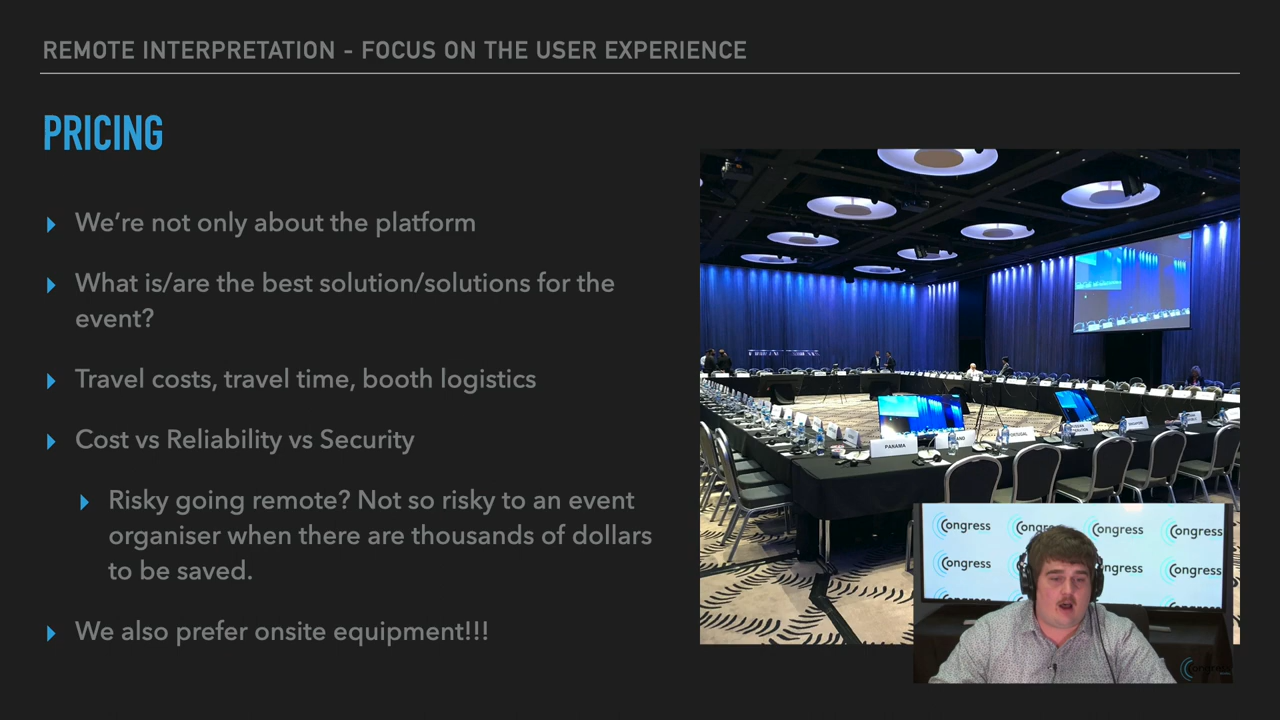 REMOTE INTERPRETATION - FOCUS ON THE USER EXPERIENCE
PRICING
We’re not only about the platform
What is/are the best solution/solutions for the
event?
Travel costs, travel time, booth logistics
Cost vs Reliability vs Security
Risky going remote? Not so risky to an event
organiser when there are thousands of dollars
to be saved.
We also prefer onsite equipment!!!
PANAMA
PORTUGAL
Congress
Congress
Congress
Congress
Congress
Congress